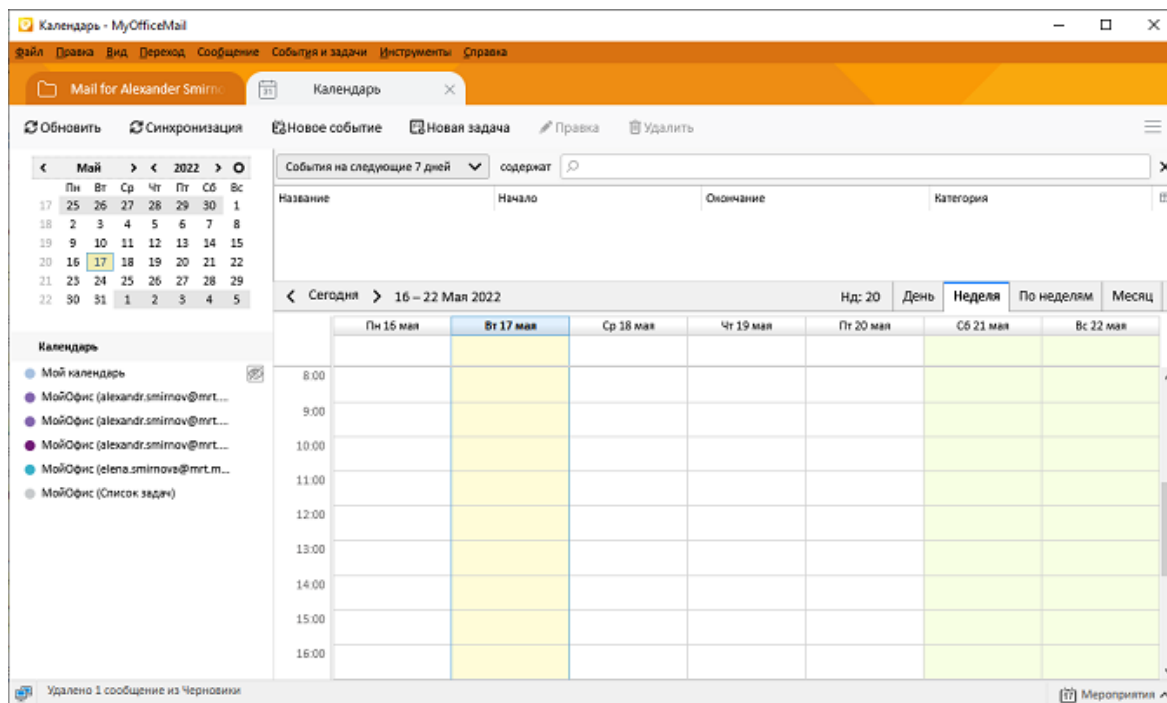 Календарь - MyOfficeMail
Файл Правка Вид Переход Сообщение События и задачи Инструменты Справка
Mail for Alexander Smirno
31 Календарь
Обновить Синхронизация Новое событие Новая задача Правка Удалить
Май 2022
Пн Вт Ср Чт Пт Сб Вс
17 25 26 27 28 29 30 1
18 2 3 4 5 6 7 8
19 9 10 11 12 13 14 15
20 16 17 18 19 20 21 22
21 23 24 25 26 27 28 29
22 30 31 1 2 3 4 5
Календарь
Мой календарь
МойОфис (alexandr.smirnov@mrt....
МойОфис (alexandr.smirnov@mrt....
МойОфис (alexandr.smirnov@mrt....
МойОфис (elena.smirnova@mrt.m...
МойОфис (Список задач)
События на следующие 7 дней содержат
Название Начало Окончание Категория
Сегодня 16 – 22 Мая 2022 Нд: 20 День Неделя По неделям Месяц
Пн 16 мая Вт 17 мая Ср 18 мая Чт 19 мая Пт 20 мая Сб 21 мая Вс 22 мая
8:00
9:00
10:00
11:00
12:00
13:00
14:00
15:00
16:00
Удалено 1 сообщение из Черновики
17 Мероприятия